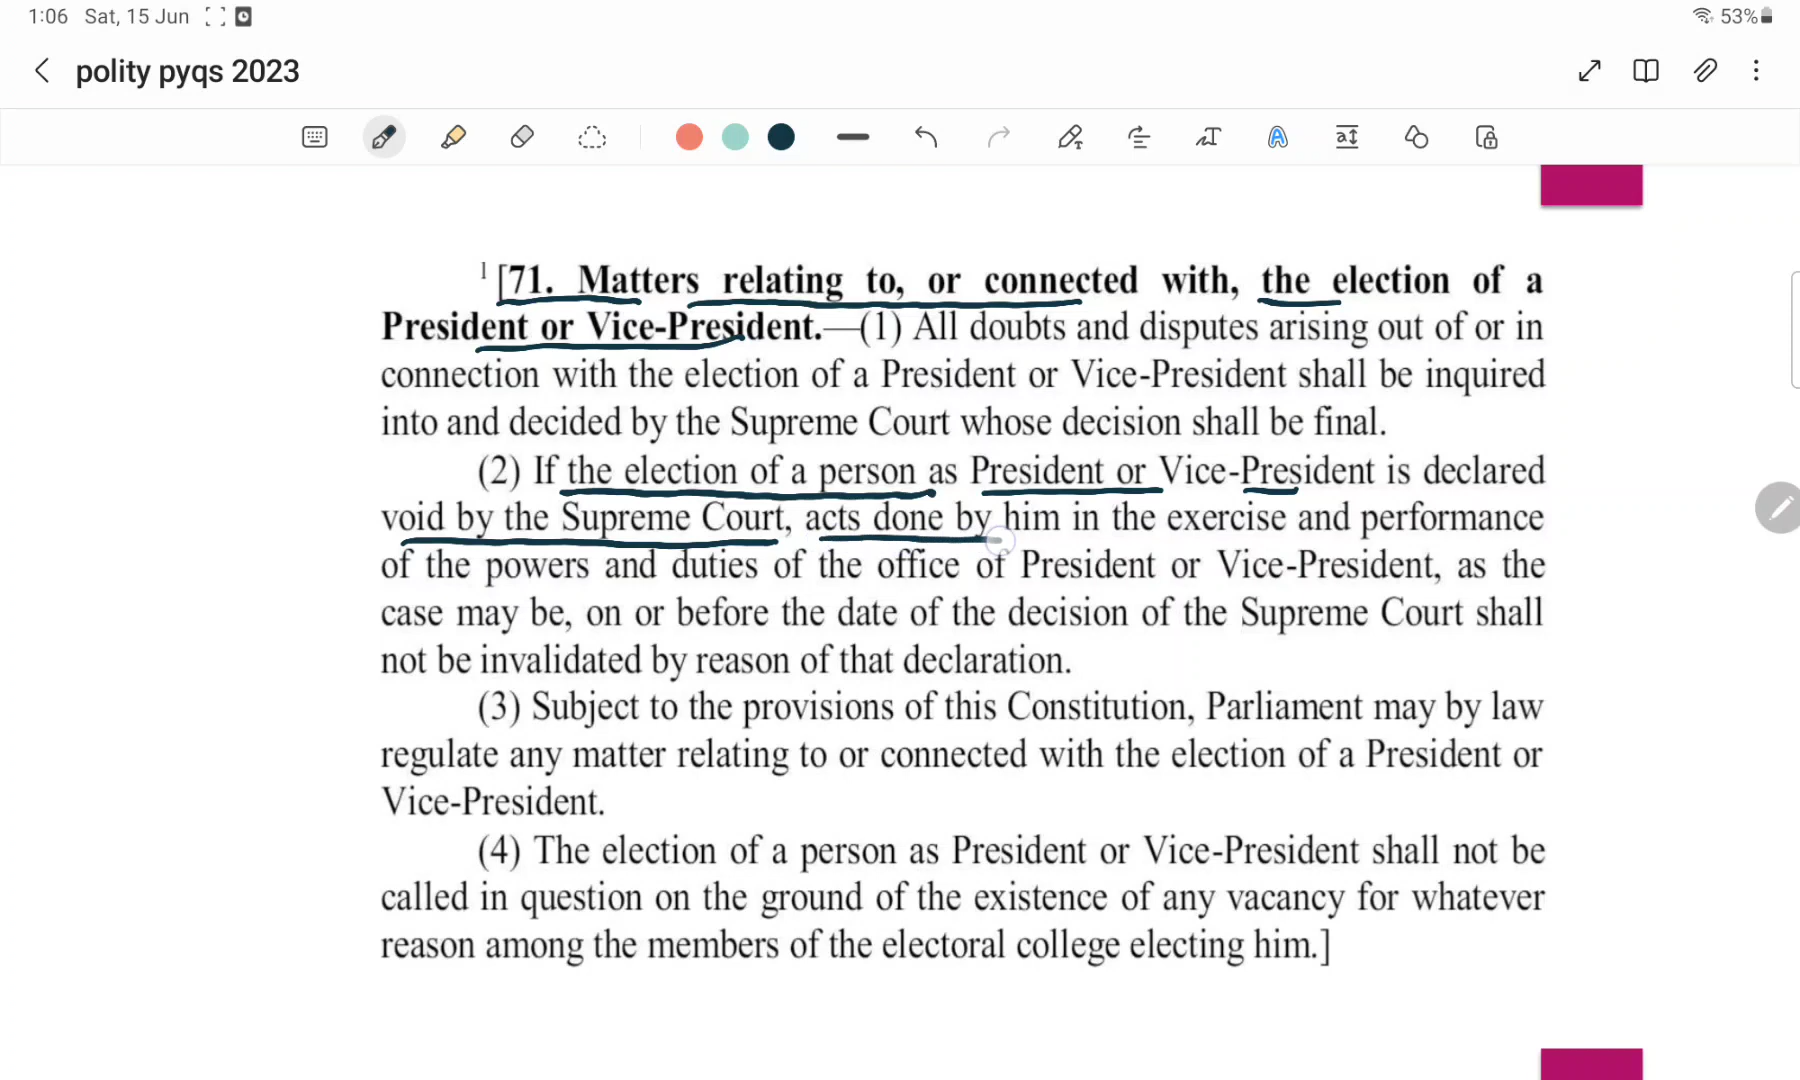 1:06 Sat, 15 Jun
53%
polity pyqs 2023
1 [71. Matters relating to, or connected with, the election of a
President or Vice-President.—(1) All doubts and disputes arising out of or in
connection with the election of a President or Vice-President shall be inquired
into and decided by the Supreme Court whose decision shall be final.
(2) If the election of a person as President or Vice-President is declared
void by the Supreme Court, acts done by him in the exercise and performance
of the powers and duties of the office of President or Vice-President, as the
case may be, on or before the date of the decision of the Supreme Court shall
not be invalidated by reason of that declaration.
(3) Subject to the provisions of this Constitution, Parliament may by law
regulate any matter relating to or connected with the election of a President or
Vice-President.
(4) The election of a person as President or Vice-President shall not be
called in question on the ground of the existence of any vacancy for whatever
reason among the members of the electoral college electing him.]